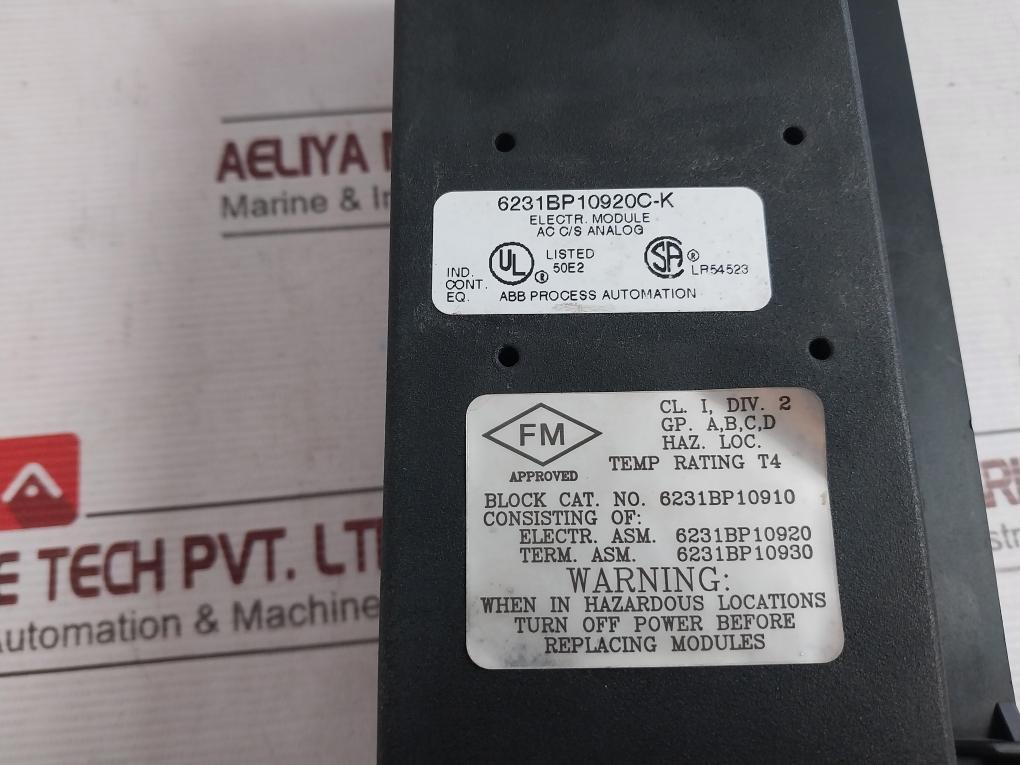 AELIYA
Marine & In
6231BP10920C-K
ELECTR. MODULE
AC C/S ANALOG
IND.
CONT.
EQ.
UL ®
LISTED
50E2
SA ®
LR54523
ABB PROCESS AUTOMATION
FM
APPROVED
CL. I, DIV. 2
GP. A,B,C,D
HAZ. LOC.
TEMP RATING T4
BLOCK CAT. NO. 6231BP10910
CONSISTING OF:
ELECTR. ASM. 6231BP10920
TERM. ASM. 6231BP10930
WARNING:
WHEN IN HAZARDOUS LOCATIONS
TURN OFF POWER BEFORE
REPLACING MODULES
E TECH PVT. LT
Automation & Machine